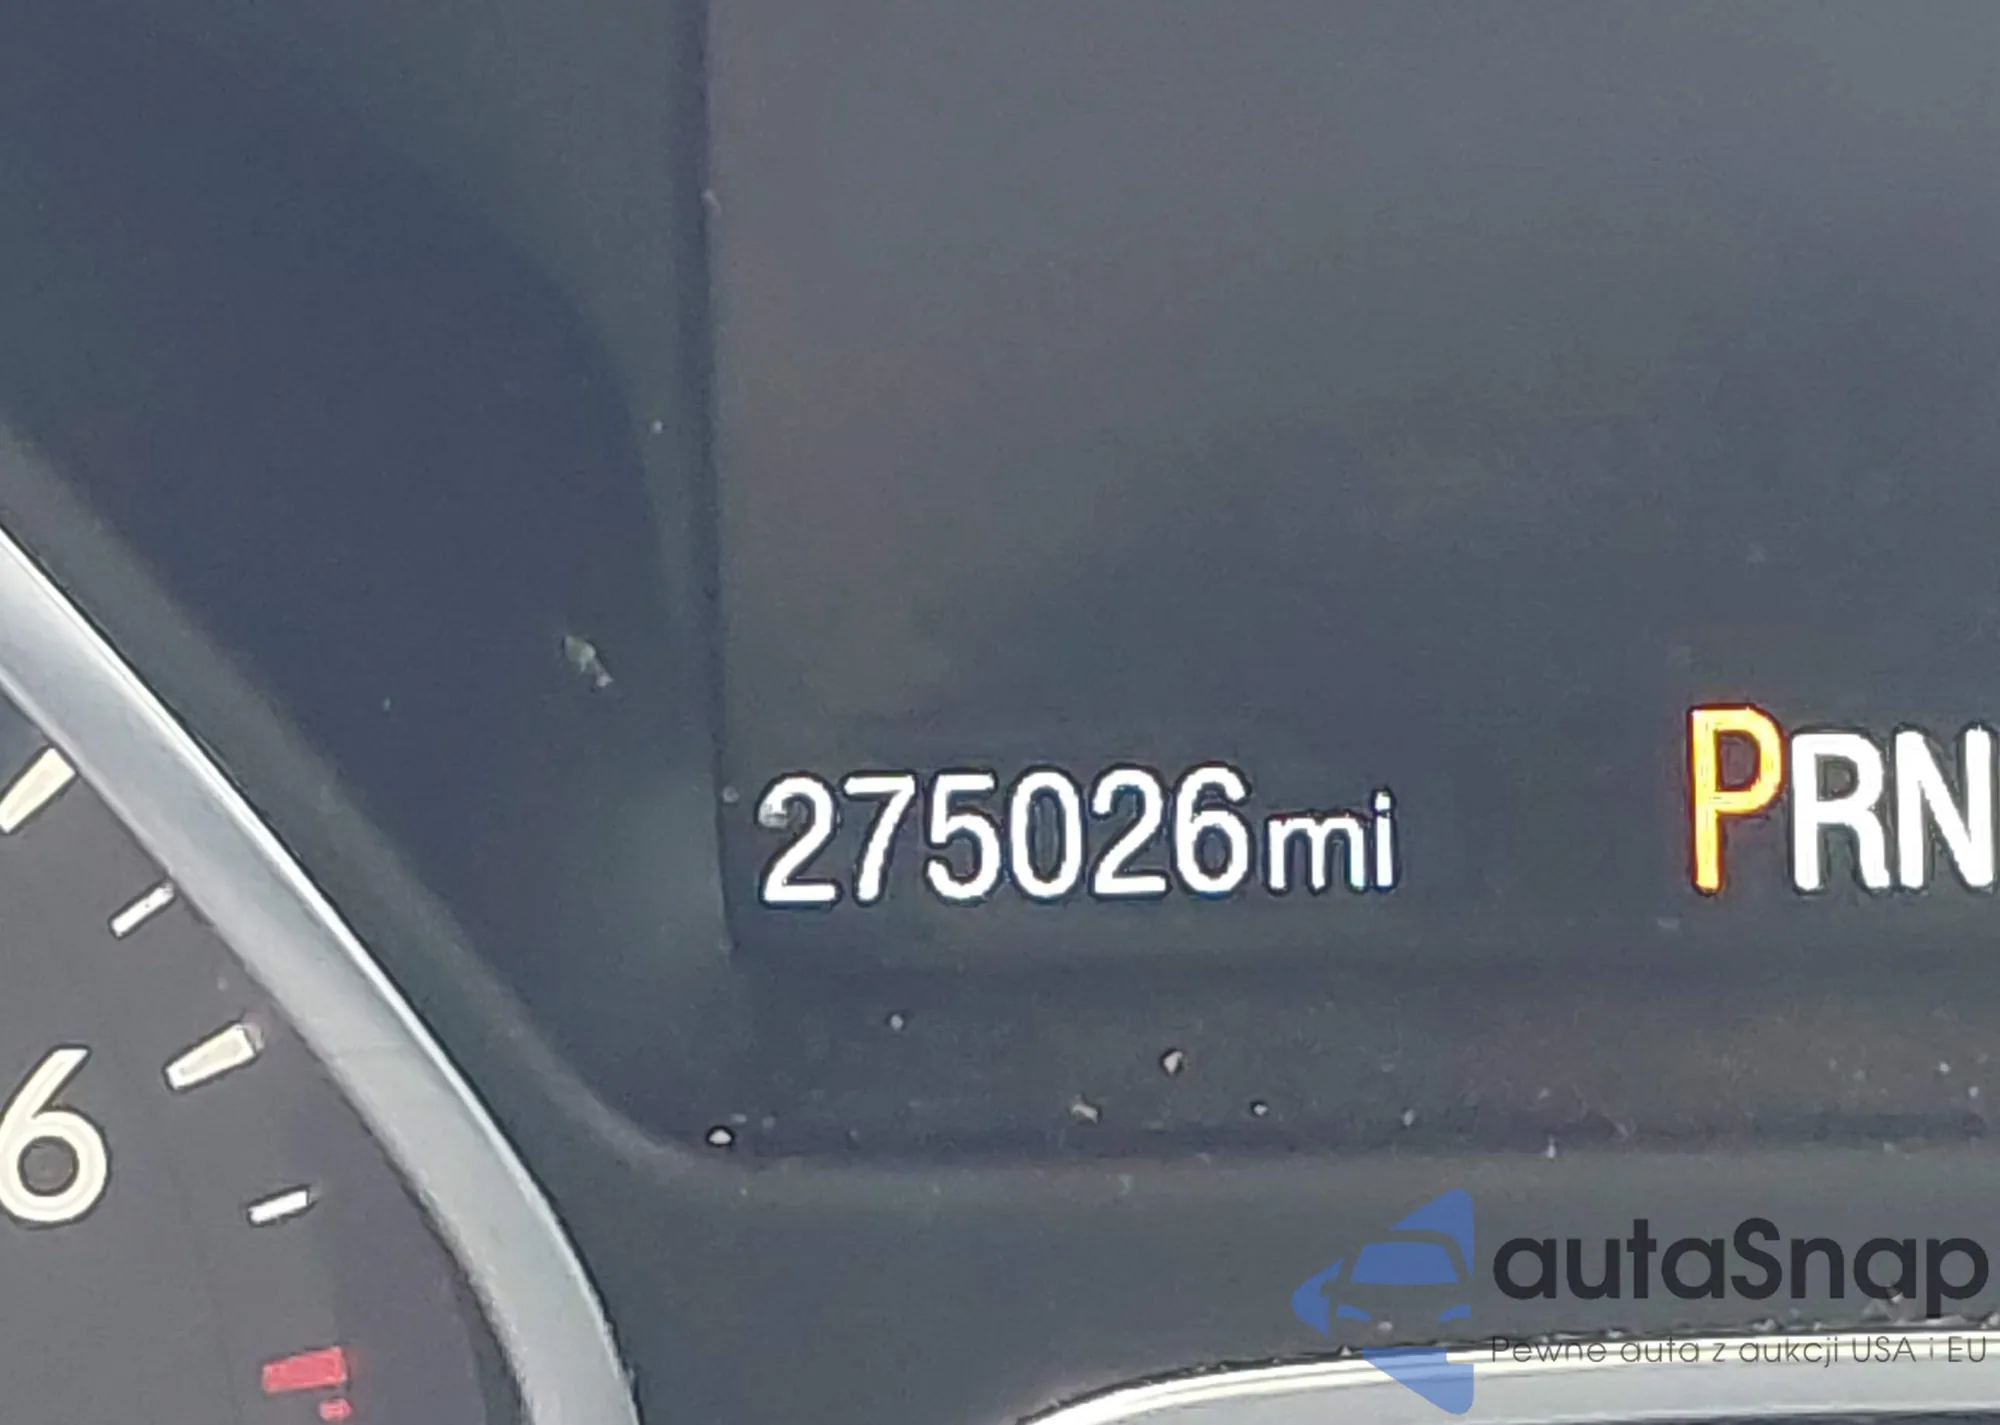 275026mi
PRN
6
autaSnap
Pewne auta z aukcji USA i EU